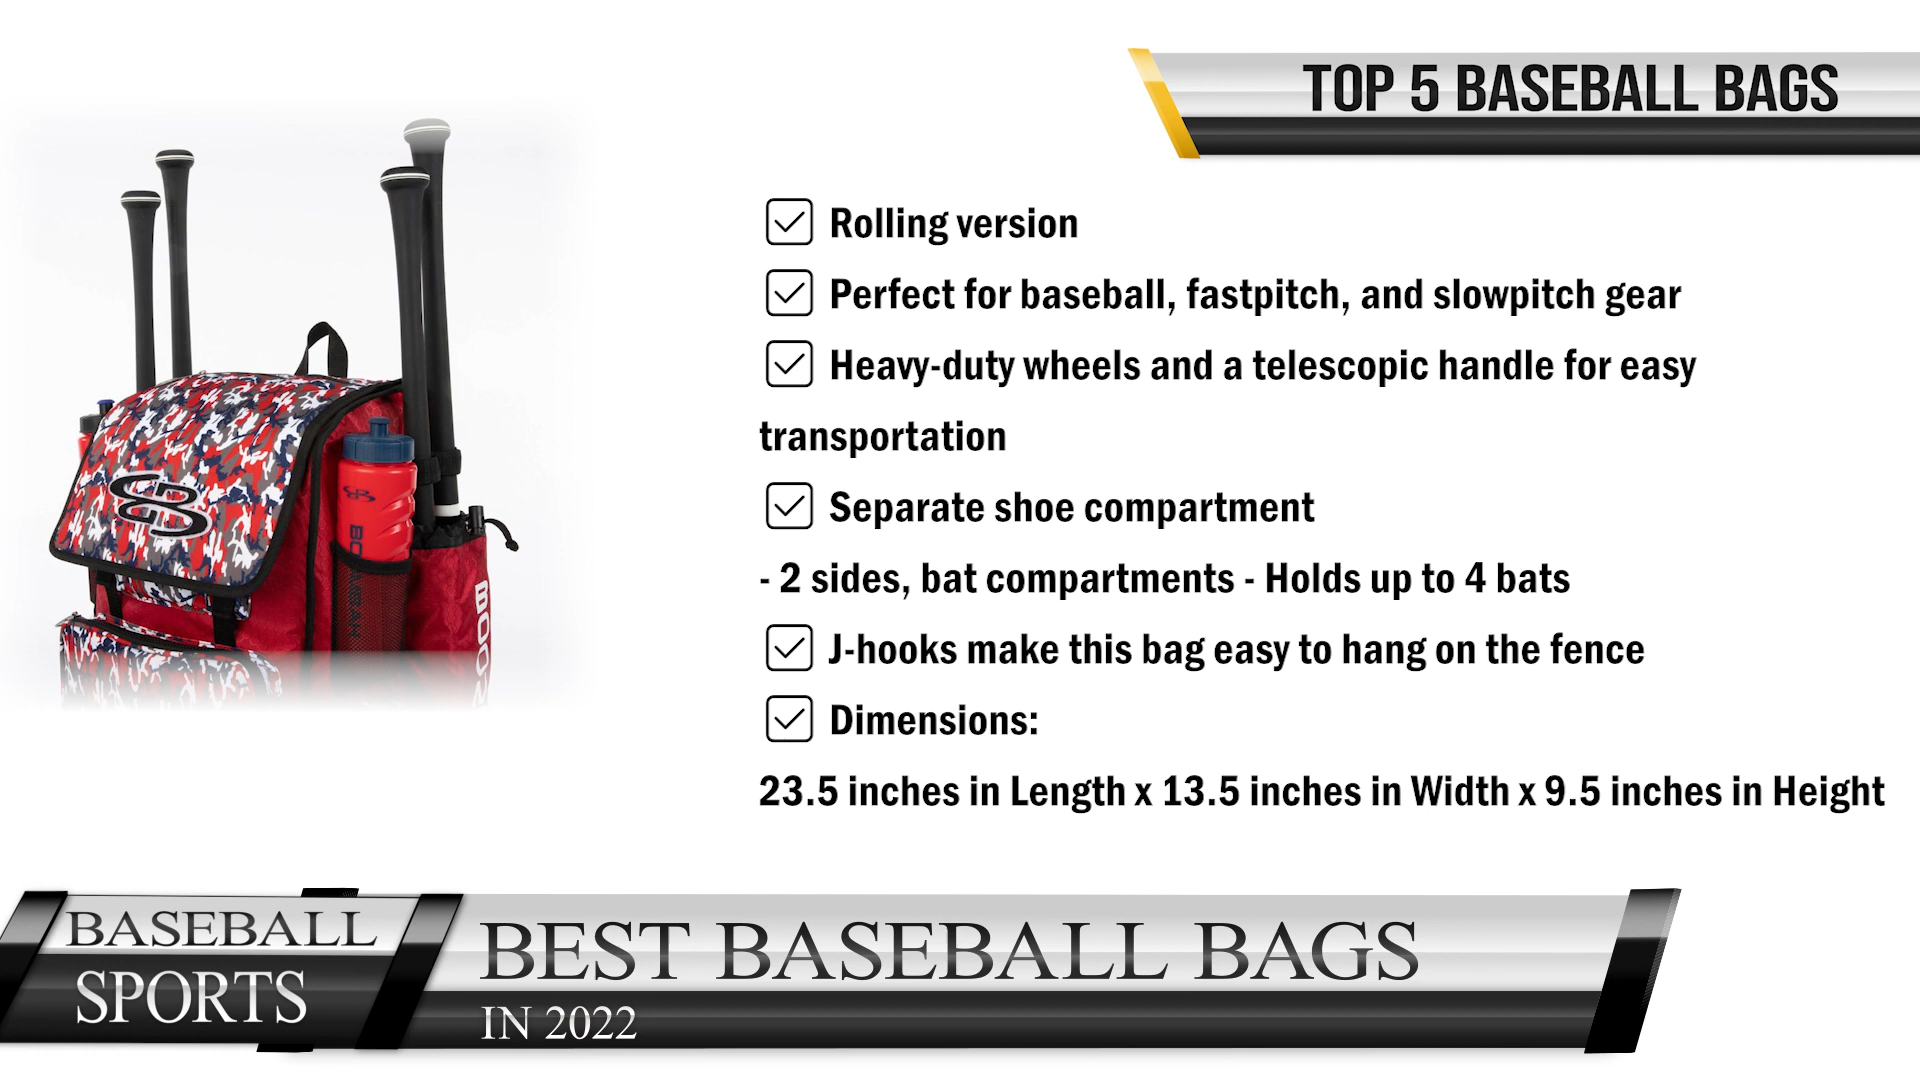 TOP 5 BASEBALL BAGS
Rolling version
Perfect for baseball, fastpitch, and slowpitch gear
Heavy-duty wheels and a telescopic handle for easy
transportation
Separate shoe compartment
- 2 sides, bat compartments - Holds up to 4 bats
J-hooks make this bag easy to hang on the fence
Dimensions:
23.5 inches in Length x 13.5 inches in Width x 9.5 inches in Height
BASEBALL
SPORTS
BEST BASEBALL BAGS
IN 2022